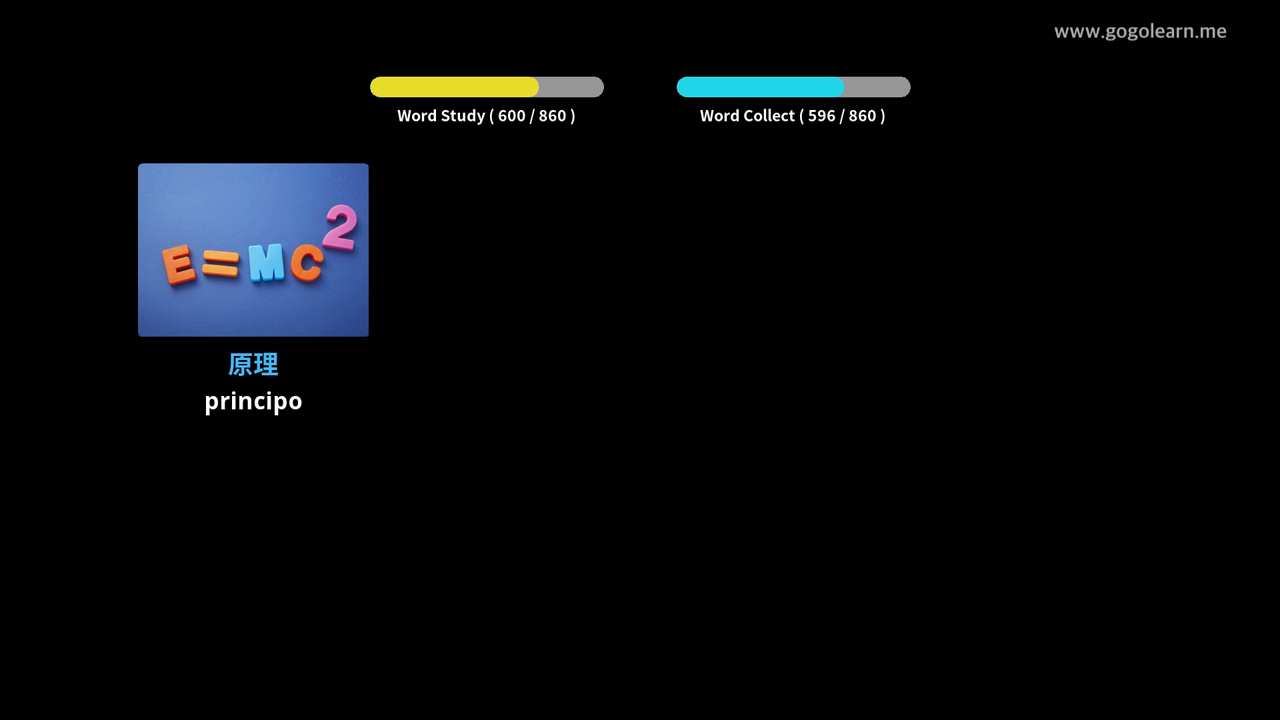 www.gogolearn.me
Word Study ( 600 / 860 )
Word Collect ( 596 / 860 )
E=MC²
原理
principo